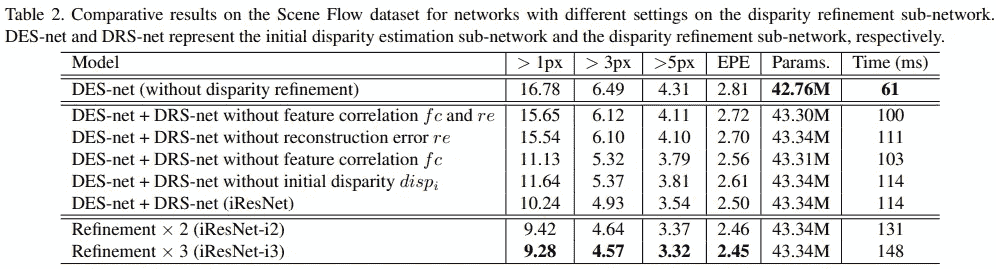 Table 2. Comparative results on the Scene Flow dataset for networks with different settings on the disparity refinement sub-network.
DES-net and DRS-net represent the initial disparity estimation sub-network and the disparity refinement sub-network, respectively.
Model > 1px > 3px >5px EPE Params. Time (ms)
DES-net (without disparity refinement) 16.78 6.49 4.31 2.81 42.76M 61
DES-net + DRS-net without feature correlation fc and re 15.65 6.12 4.11 2.72 43.30M 100
DES-net + DRS-net without reconstruction error re 15.54 6.10 4.10 2.70 43.34M 111
DES-net + DRS-net without feature correlation fc 11.13 5.32 3.79 2.56 43.31M 103
DES-net + DRS-net without initial disparity disp_i 11.64 5.37 3.81 2.61 43.34M 114
DES-net + DRS-net (iResNet) 10.24 4.93 3.54 2.50 43.34M 114
Refinement × 2 (iResNet-i2) 9.42 4.64 3.37 2.46 43.34M 131
Refinement × 3 (iResNet-i3) 9.28 4.57 3.32 2.45 43.34M 148